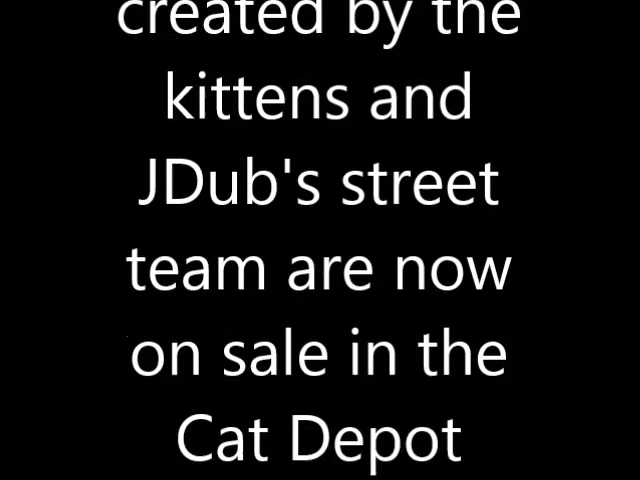 created by the
kittens and
JDub's street
team are now
on sale in the
Cat Depot